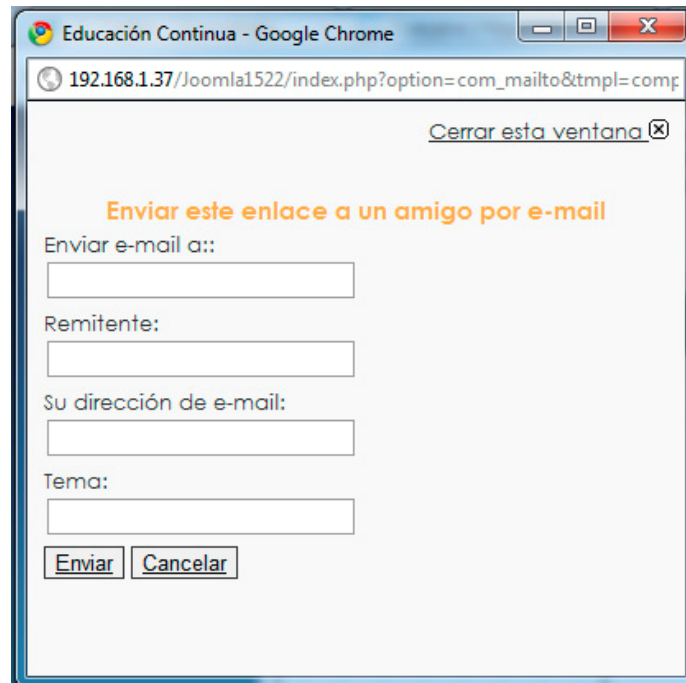 Educación Continua - Google Chrome
192.168.1.37/Joomla1522/index.php?option=com_mailto&tmpl=comp
Cerrar esta ventana
Enviar este enlace a un amigo por e-mail
Enviar e-mail a::
Remitente:
Su dirección de e-mail:
Tema:
Enviar Cancelar